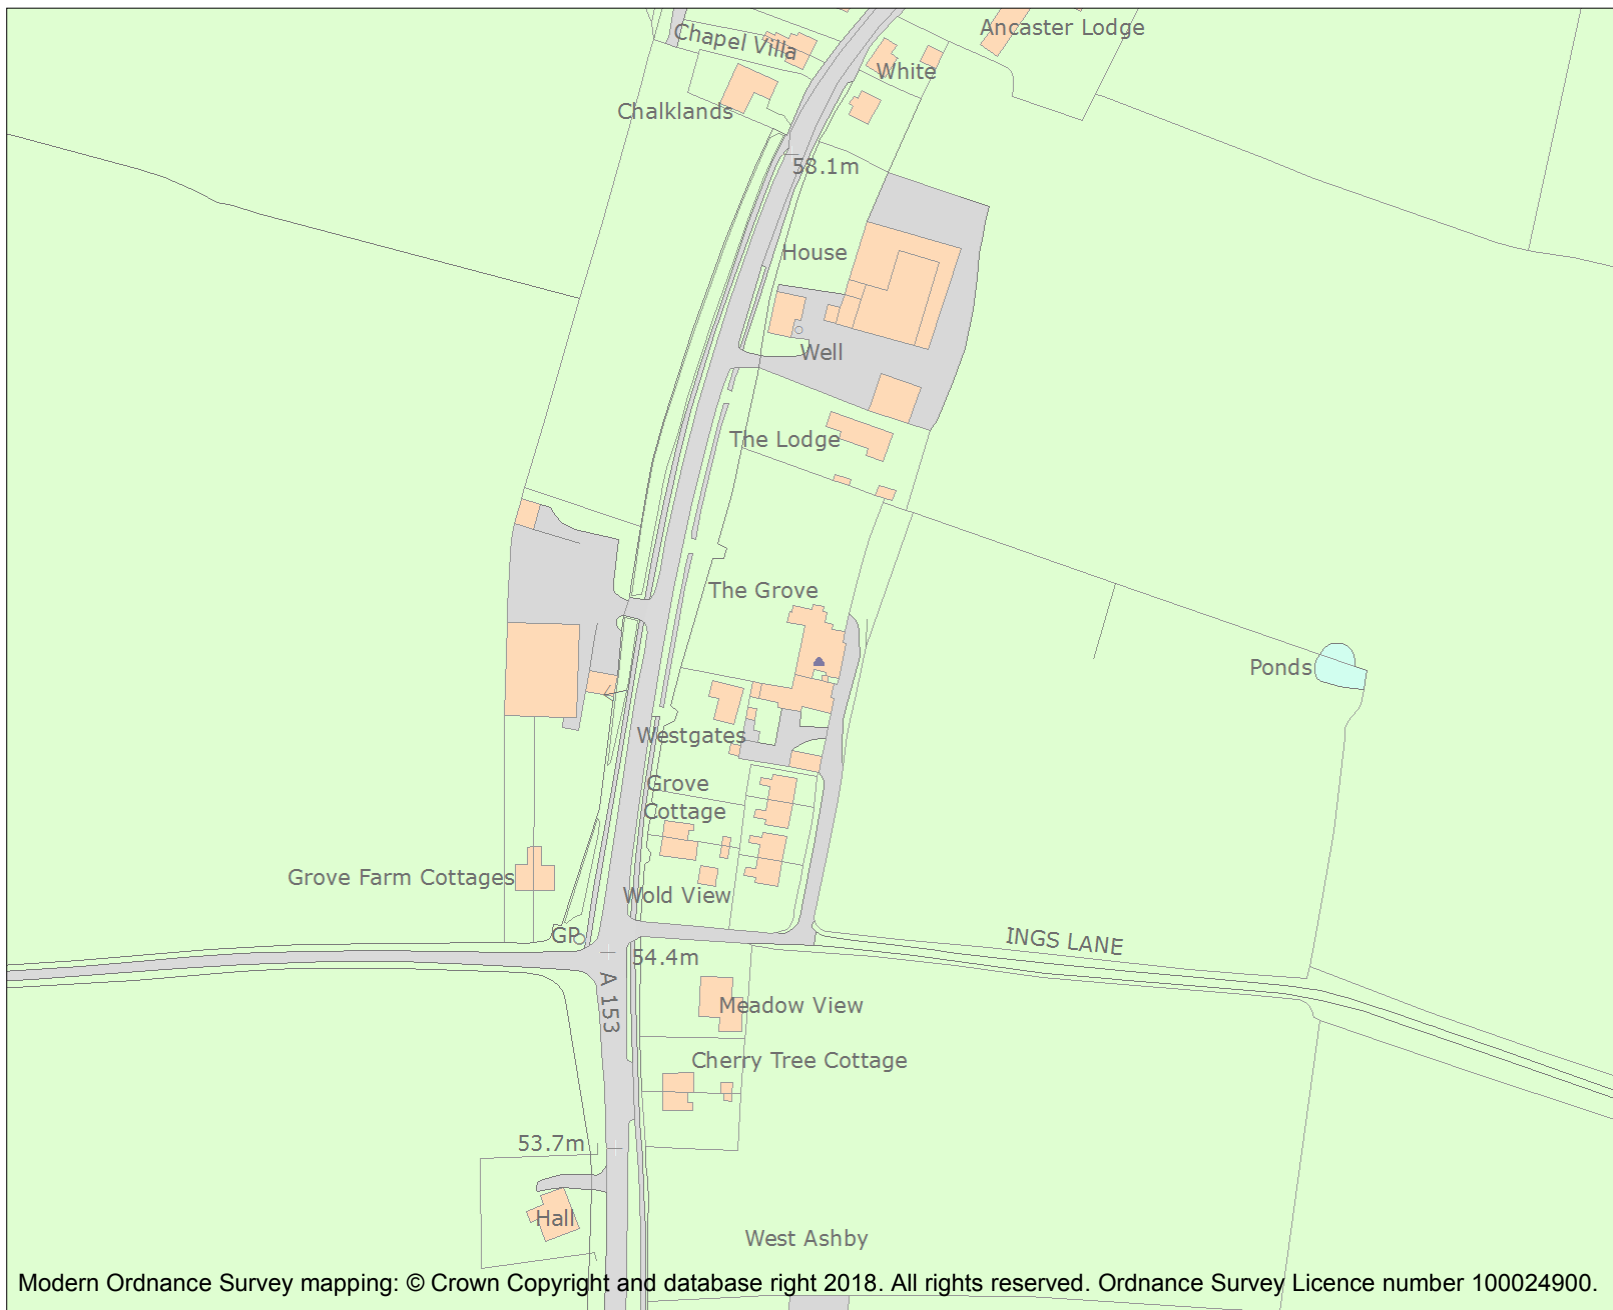 Ancaster Lodge
Chapel Villa
White
Chalklands
58.1m
House
Well
The Lodge
The Grove
Ponds
Westgates
Grove
Cottage
Grove Farm Cottages
Wold View
GP
INGS LANE
54.4m
A 153
Meadow View
Cherry Tree Cottage
53.7m
Hall
West Ashby
Modern Ordnance Survey mapping: © Crown Copyright and database right 2018. All rights reserved. Ordnance Survey Licence number 100024900.